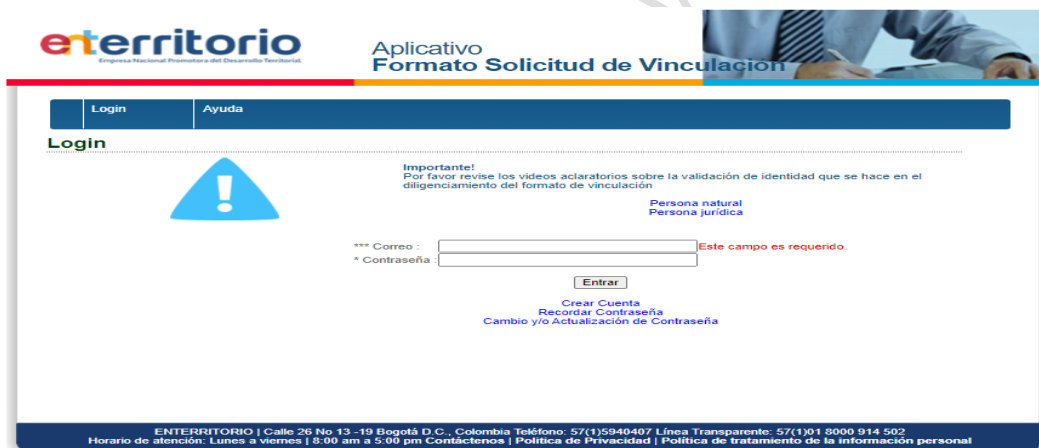 enterritorio
Empresa Nacional Promotora del Desarrollo Territorial
Aplicativo
Formato Solicitud de Vinculación
Login Ayuda
Login
Importante!
Por favor revise los videos aclaratorios sobre la validación de identidad que se hace en el
diligenciamiento del formato de vinculación
Persona natural
Persona jurídica
*** Correo : Este campo es requerido.
* Contraseña :
Entrar
Crear Cuenta
Recordar Contraseña
Cambio y/o Actualización de Contraseña
ENTERRITORIO | Calle 26 No 13 -19 Bogotá D.C., Colombia Teléfono: 57(1)5940407 Línea Transparente: 57(1)01 8000 914 502
Horario de atención: Lunes a viernes | 8:00 am a 5:00 pm Contáctenos | Política de Privacidad | Política de tratamiento de la información personal